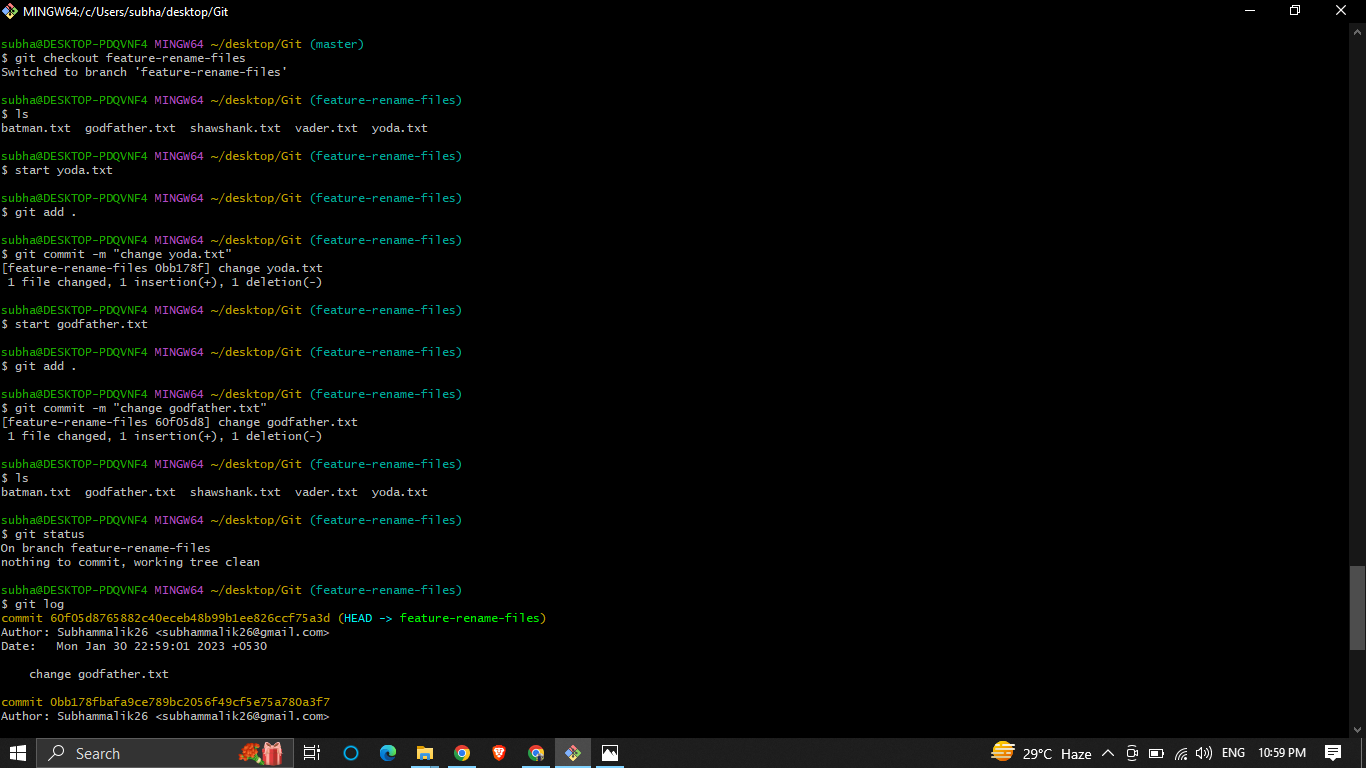 MINGW64:/c/Users/subha/desktop/Git
subha@DESKTOP-PDQVNF4 MINGW64 ~/desktop/Git (master)
$ git checkout feature-rename-files
Switched to branch 'feature-rename-files'
subha@DESKTOP-PDQVNF4 MINGW64 ~/desktop/Git (feature-rename-files)
$ ls
batman.txt  godfather.txt  shawshank.txt  vader.txt  yoda.txt
subha@DESKTOP-PDQVNF4 MINGW64 ~/desktop/Git (feature-rename-files)
$ start yoda.txt
subha@DESKTOP-PDQVNF4 MINGW64 ~/desktop/Git (feature-rename-files)
$ git add .
subha@DESKTOP-PDQVNF4 MINGW64 ~/desktop/Git (feature-rename-files)
$ git commit -m "change yoda.txt"
[feature-rename-files 0bb178f] change yoda.txt
 1 file changed, 1 insertion(+), 1 deletion(-)
subha@DESKTOP-PDQVNF4 MINGW64 ~/desktop/Git (feature-rename-files)
$ start godfather.txt
subha@DESKTOP-PDQVNF4 MINGW64 ~/desktop/Git (feature-rename-files)
$ git add .
subha@DESKTOP-PDQVNF4 MINGW64 ~/desktop/Git (feature-rename-files)
$ git commit -m "change godfather.txt"
[feature-rename-files 60f05d8] change godfather.txt
 1 file changed, 1 insertion(+), 1 deletion(-)
subha@DESKTOP-PDQVNF4 MINGW64 ~/desktop/Git (feature-rename-files)
$ ls
batman.txt  godfather.txt  shawshank.txt  vader.txt  yoda.txt
subha@DESKTOP-PDQVNF4 MINGW64 ~/desktop/Git (feature-rename-files)
$ git status
On branch feature-rename-files
nothing to commit, working tree clean
subha@DESKTOP-PDQVNF4 MINGW64 ~/desktop/Git (feature-rename-files)
$ git log
commit 60f05d8765882c40eceb48b99b1ee826ccf75a3d (HEAD -> feature-rename-files)
Author: Subhammalik26 <subhammalik26@gmail.com>
Date:   Mon Jan 30 22:59:01 2023 +0530
    change godfather.txt
commit 0bb178fbafa9ce789bc2056f49cf5e75a780a3f7
Author: Subhammalik26 <subhammalik26@gmail.com>
Search
29°C Haze
ENG
10:59 PM